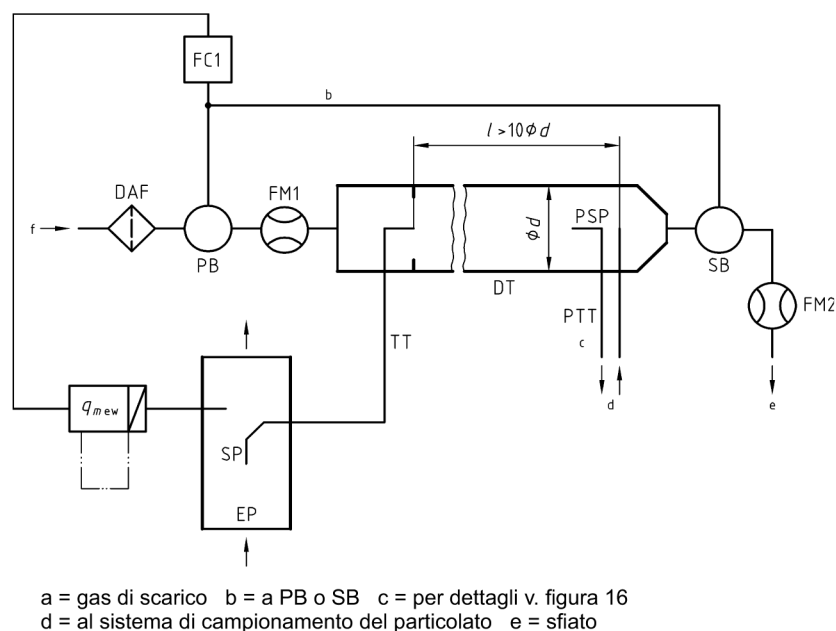 FC1
b
l > 10 Φ d
DAF
FM1
f
PB
Φ d
PSP
SB
DT
FM2
PTT
c
TT
d
e
q mew
SP
EP
a = gas di scarico b = a PB o SB c = per dettagli v. figura 16
d = al sistema di campionamento del particolato e = sfiato